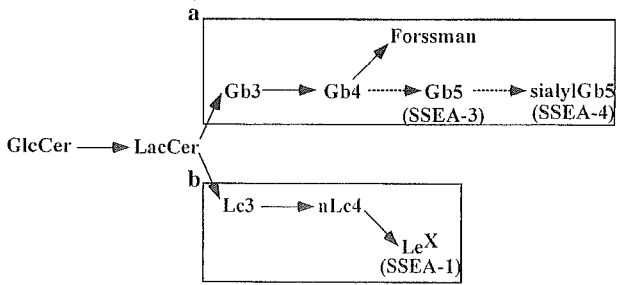 a
Forssman
Gb3 Gb4 Gb5 sialylGb5
(SSEA-3) (SSEA-4)
GlcCer LacCer
b
Lc3 nLc4
LeX
(SSEA-1)